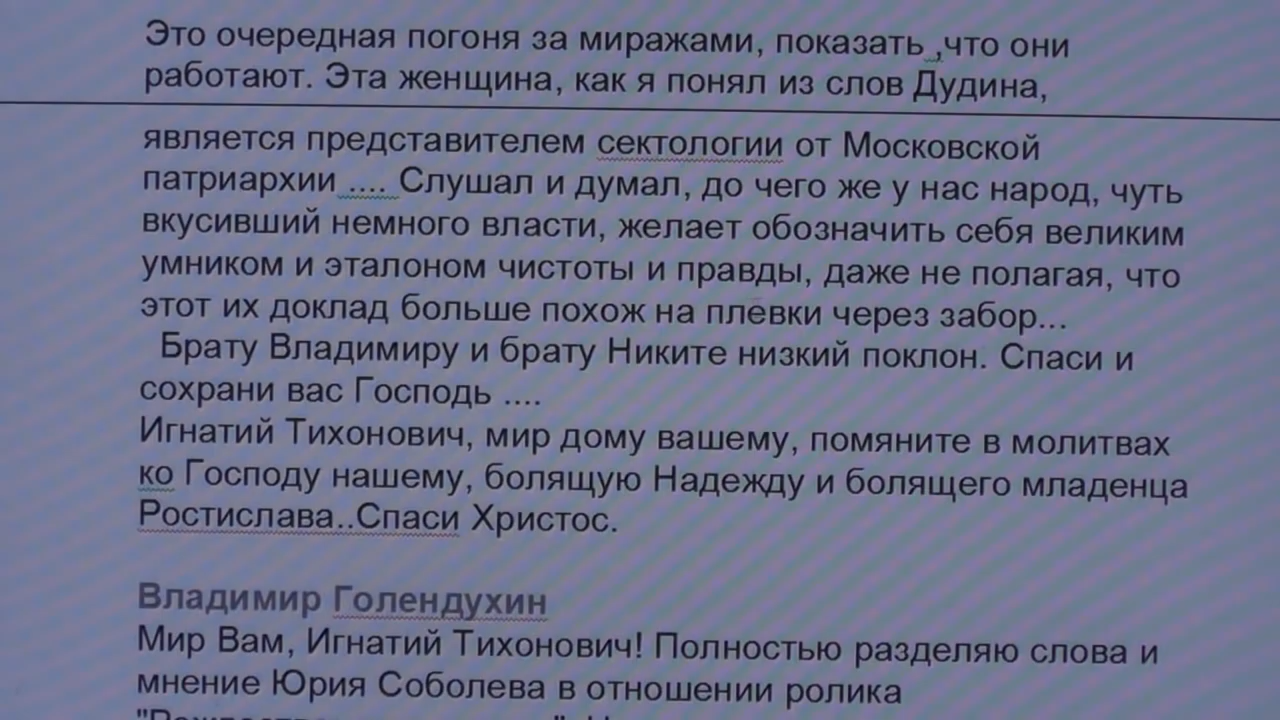 Это очередная погоня за миражами, показать ,что они
работают. Эта женщина, как я понял из слов Дудина,
является представителем сектологии от Московской
патриархии .... Слушал и думал, до чего же у нас народ, чуть
вкусивший немного власти, желает обозначить себя великим
умником и эталоном чистоты и правды, даже не полагая, что
этот их доклад больше похож на плёвки через забор...
Брату Владимиру и брату Никите низкий поклон. Спаси и
сохрани вас Господь ....
Игнатий Тихонович, мир дому вашему, помяните в молитвах
ко Господу нашему, болящую Надежду и болящего младенца
Ростислава..Спаси Христос.
Владимир Голендухин
Мир Вам, Игнатий Тихонович! Полностью разделяю слова и
мнение Юрия Соболева в отношении ролика